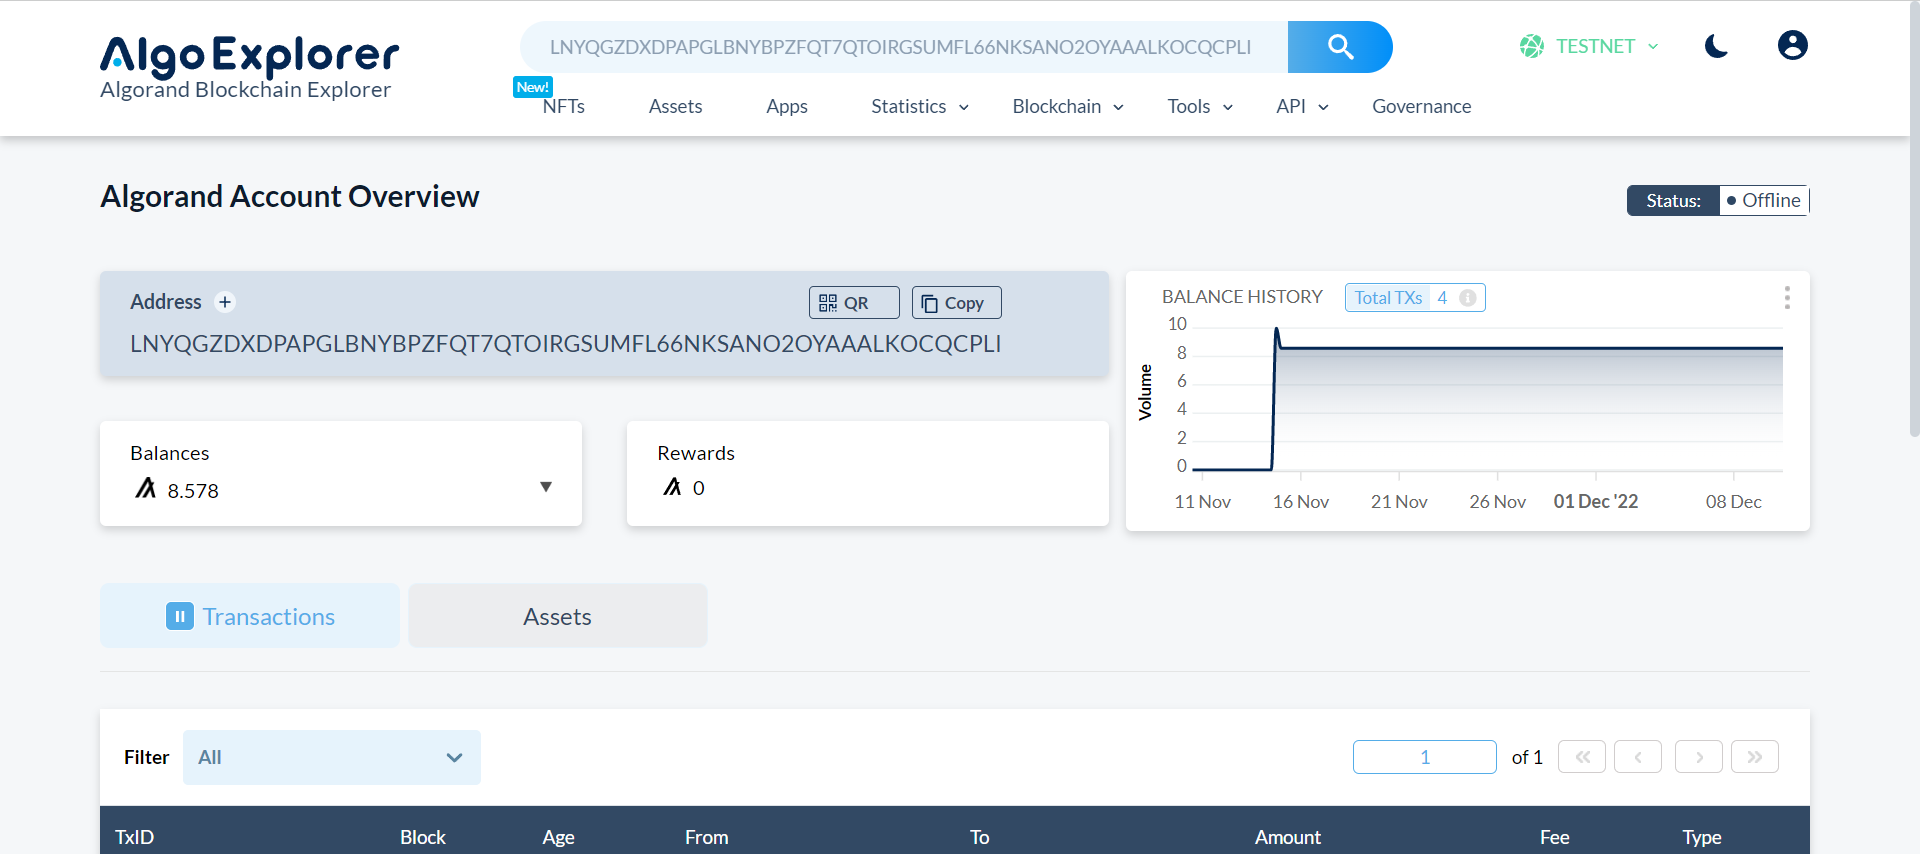 AlgoExplorer
Algorand Blockchain Explorer
LNYQGZDXDPAPGLBNYBPZFQT7QTOIRGSUMFL66NKSANO2OYAAALKOCQCPLI
TESTNET
New!
NFTs Assets Apps Statistics Blockchain Tools API Governance
Algorand Account Overview
Status: Offline
Address + QR Copy
LNYQGZDXDPAPGLBNYBPZFQT7QTOIRGSUMFL66NKSANO2OYAAALKOCQCPLI
Balances
8.578
Rewards
0
BALANCE HISTORY Total TXs 4
Volume
10
8
6
4
2
0
11 Nov 16 Nov 21 Nov 26 Nov 01 Dec '22 08 Dec
Transactions Assets
Filter All 1 of 1
TxID Block Age From To Amount Fee Type